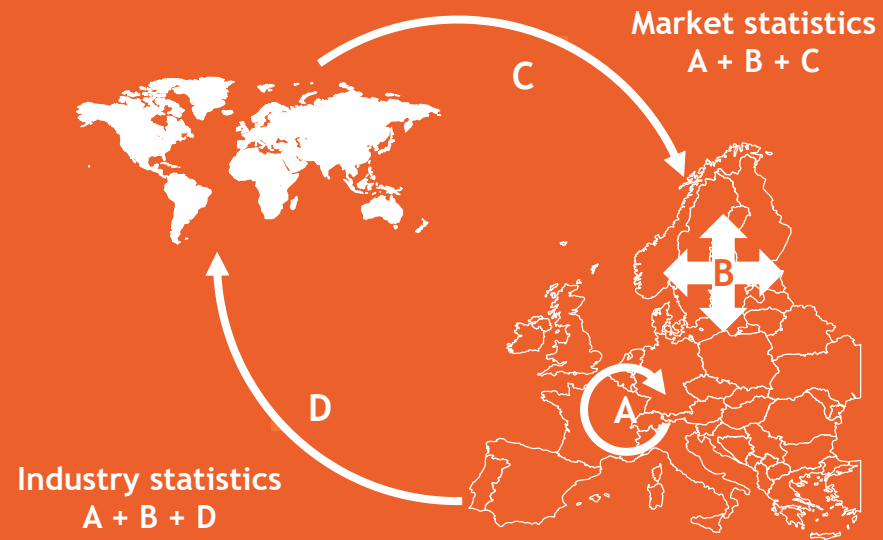 Market statistics
A + B + C
C
B
A
D
Industry statistics
A + B + D